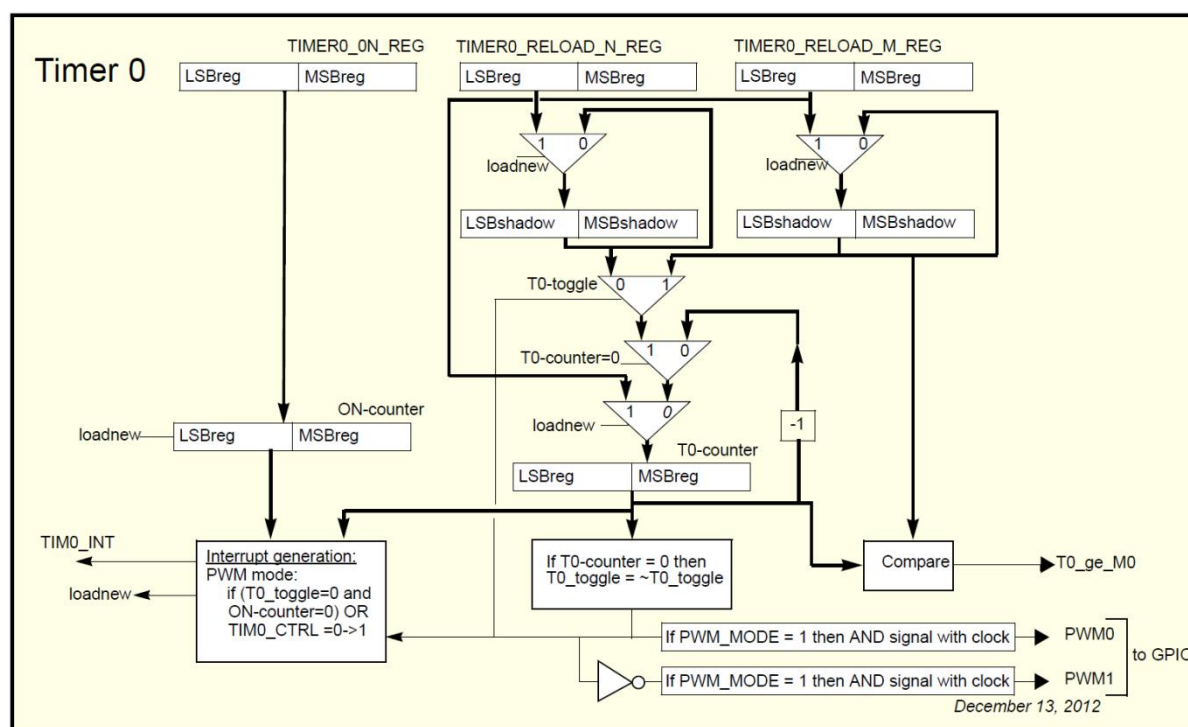 Timer 0
TIMER0_0N_REG
TIMER0_RELOAD_N_REG
TIMER0_RELOAD_M_REG
LSBreg MSBreg
LSBreg MSBreg
LSBreg MSBreg
1 0
loadnew
1 0
loadnew
LSBshadow MSBshadow
LSBshadow MSBshadow
T0-toggle
0 1
T0-counter=0
1 0
1 0
loadnew
-1
ON-counter
loadnew
LSBreg MSBreg
T0-counter
LSBreg MSBreg
TIM0_INT
loadnew
Interrupt generation:
PWM mode:
if (T0_toggle=0 and
ON-counter=0) OR
TIM0_CTRL =0->1
If T0-counter = 0 then
T0_toggle = ~T0_toggle
Compare
T0_ge_M0
If PWM_MODE = 1 then AND signal with clock
PWM0
If PWM_MODE = 1 then AND signal with clock
PWM1
to GPIO
December 13, 2012